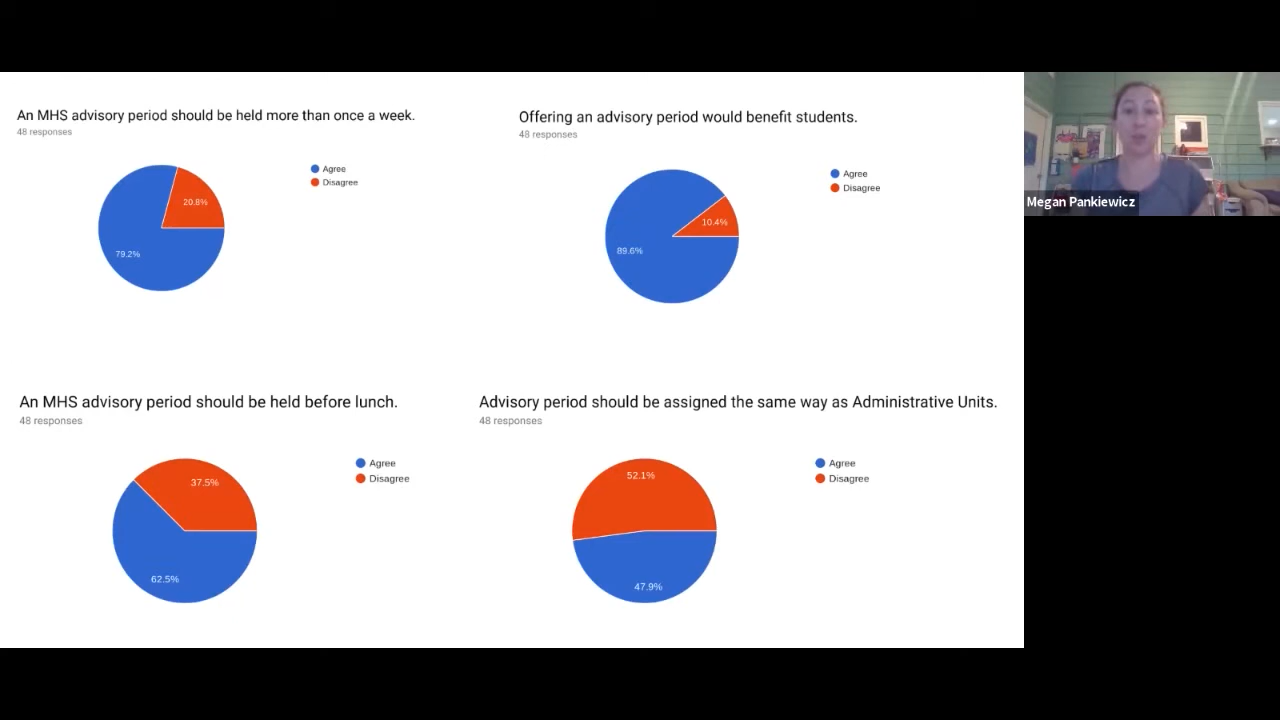 An MHS advisory period should be held more than once a week.
48 responses
Agree
Disagree
20.8%
79.2%
Offering an advisory period would benefit students.
48 responses
Agree
Disagree
10.4%
89.6%
Megan Pankiewicz
An MHS advisory period should be held before lunch.
48 responses
Agree
Disagree
37.5%
62.5%
Advisory period should be assigned the same way as Administrative Units.
48 responses
Agree
Disagree
52.1%
47.9%